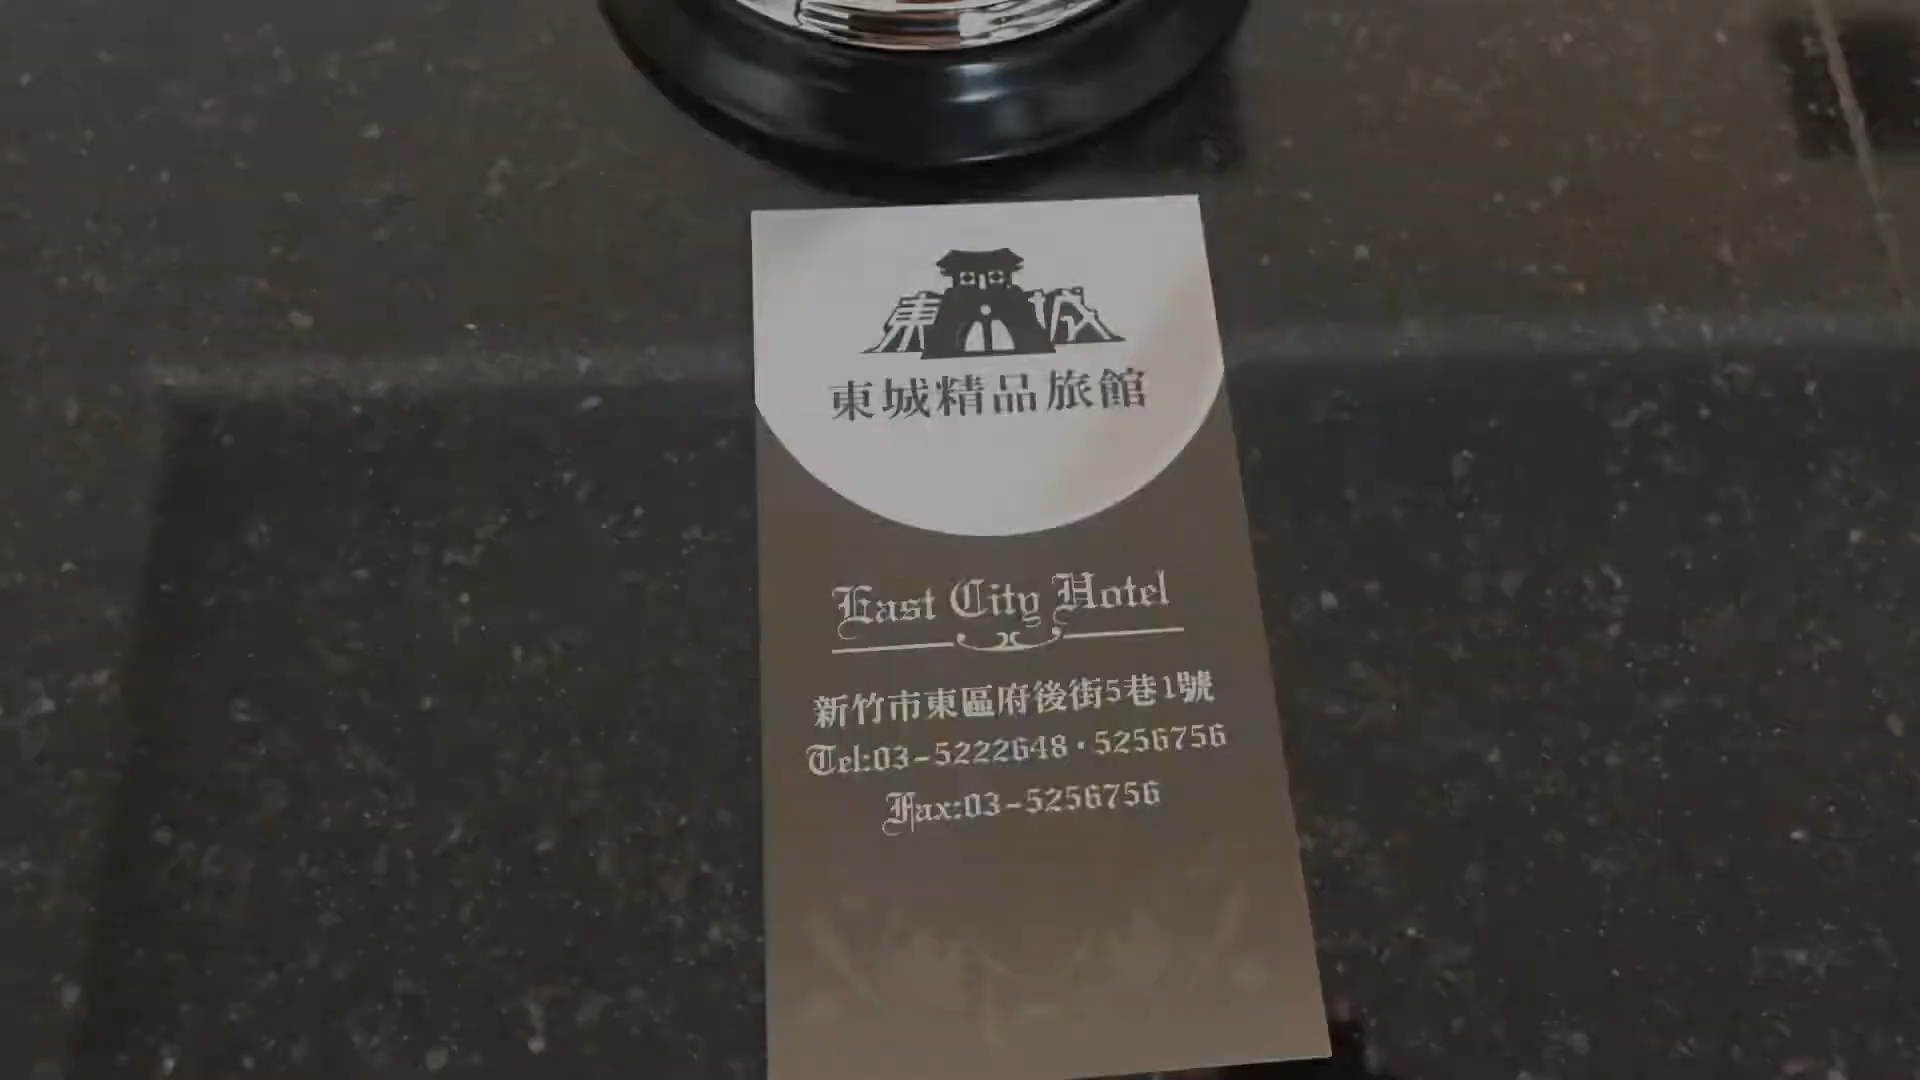 東城
東城精品旅館
East City Hotel
新竹市東區府後街5巷1號
Tel:03-5222648·5256756
Fax:03-5256756